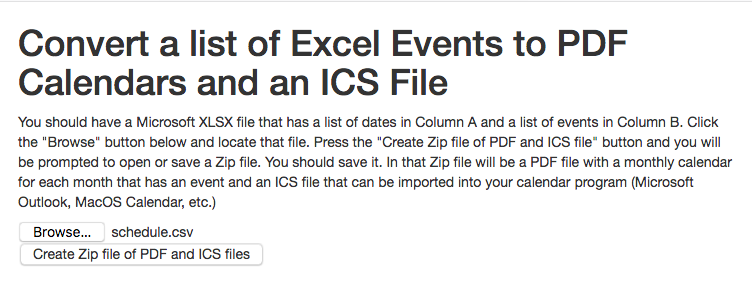 Convert a list of Excel Events to PDF
Calendars and an ICS File
You should have a Microsoft XLSX file that has a list of dates in Column A and a list of events in Column B. Click
the "Browse" button below and locate that file. Press the "Create Zip file of PDF and ICS file" button and you will
be prompted to open or save a Zip file. You should save it. In that Zip file will be a PDF file with a monthly calendar
for each month that has an event and an ICS file that can be imported into your calendar program (Microsoft
Outlook, MacOS Calendar, etc.)
Browse... schedule.csv
Create Zip file of PDF and ICS files